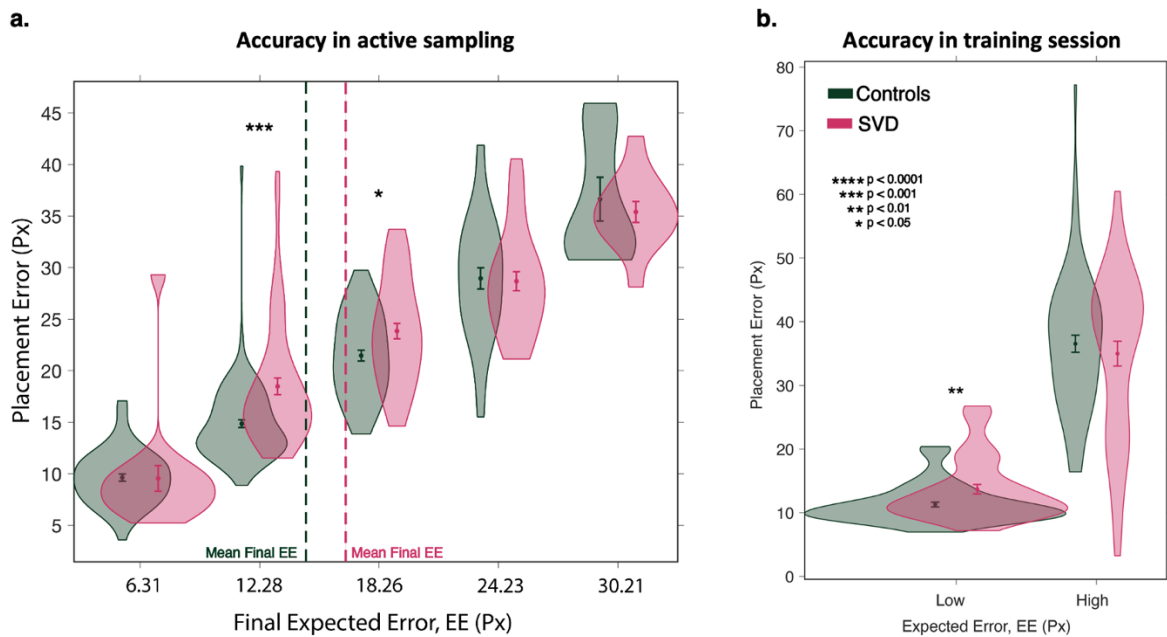 a.
Accuracy in active sampling
45
40
35
30
25
20
15
10
5
Placement Error (Px)
***
*
Mean Final EE
Mean Final EE
6.31
12.28
18.26
24.23
30.21
Final Expected Error, EE (Px)
b.
Accuracy in training session
80
70
60
50
40
30
20
10
0
Placement Error (Px)
Controls
SVD
**** p < 0.0001
*** p < 0.001
** p < 0.01
* p < 0.05
**
Low
High
Expected Error, EE (Px)